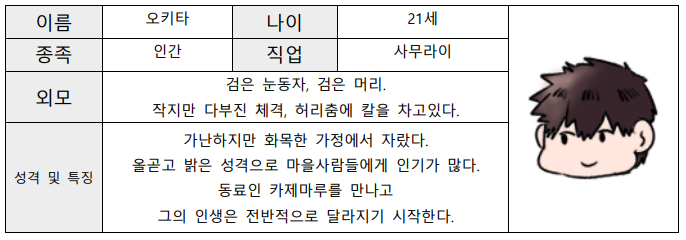 이름 오키타 나이 21세
종족 인간 직업 사무라이
외모 검은 눈동자, 검은 머리.
작지만 다부진 체격, 허리춤에 칼을 차고있다.
성격 및 특징 가난하지만 화목한 가정에서 자랐다.
올곧고 밝은 성격으로 마을사람들에게 인기가 많다.
동료인 카제마루를 만나고
그의 인생은 전반적으로 달라지기 시작한다.